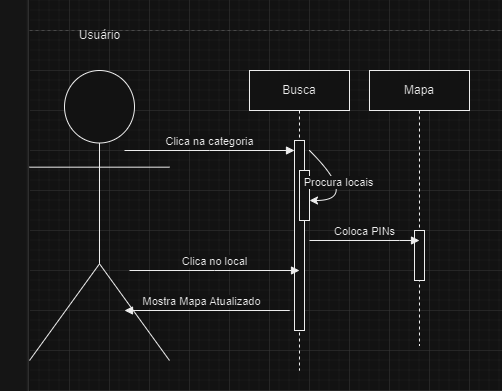 Usuário
Busca
Mapa
Clica na categoria
Procura locais
Coloca PINs
Clica no local
Mostra Mapa Atualizado